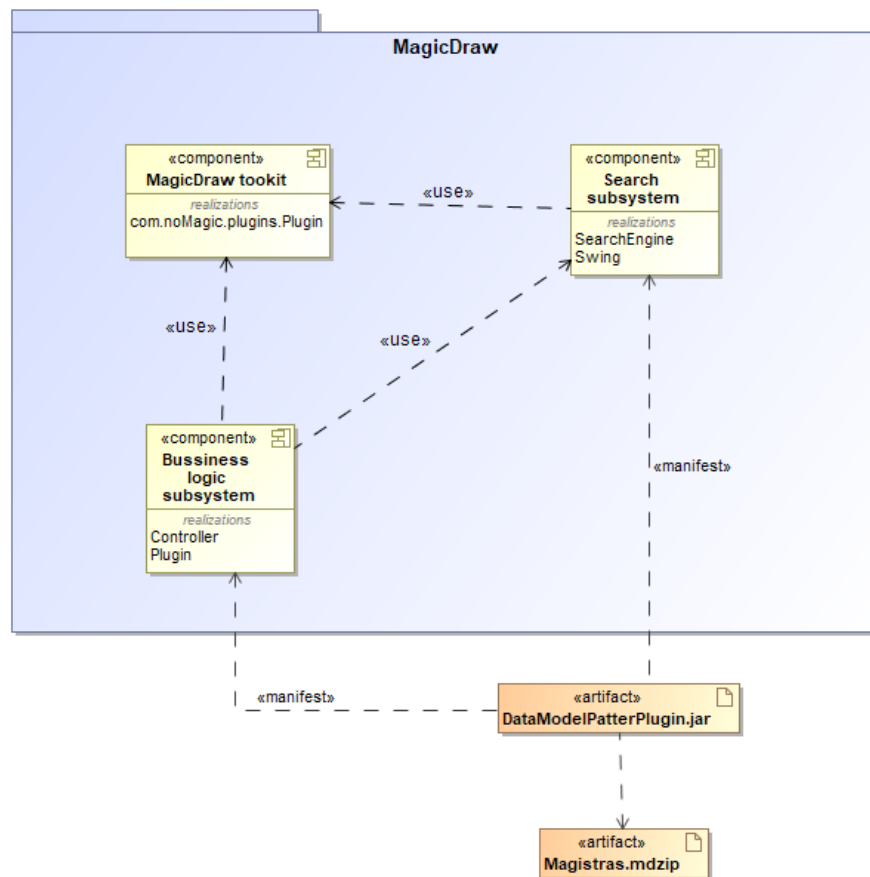 MagicDraw
«component»
MagicDraw tookit
realizations
com.noMagic.plugins.Plugin
«use»
«component»
Search
subsystem
realizations
SearchEngine
Swing
«use»
«use»
«component»
Bussiness
logic
subsystem
realizations
Controller
Plugin
«manifest»
«manifest»
«artifact»
DataModelPatterPlugin.jar
«artifact»
Magistras.mdzip